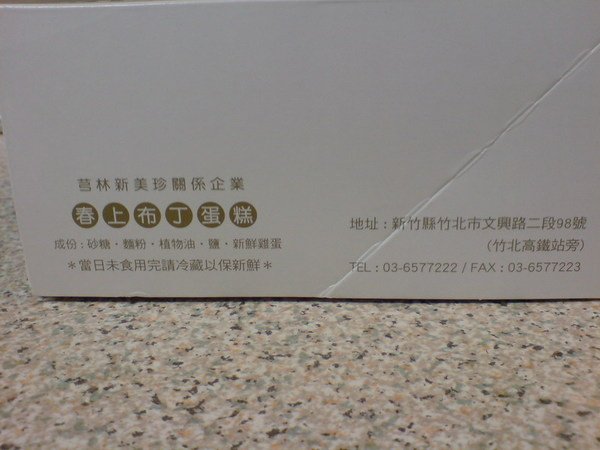 芎林新美珍關係企業
春上布丁蛋糕
成份:砂糖・麵粉・植物油・鹽・新鮮雞蛋
*當日未食用完請冷藏以保新鮮*
地址:新竹縣竹北市文興路二段98號
(竹北高鐵站旁)
TEL:03-6577222 / FAX:03-6577223